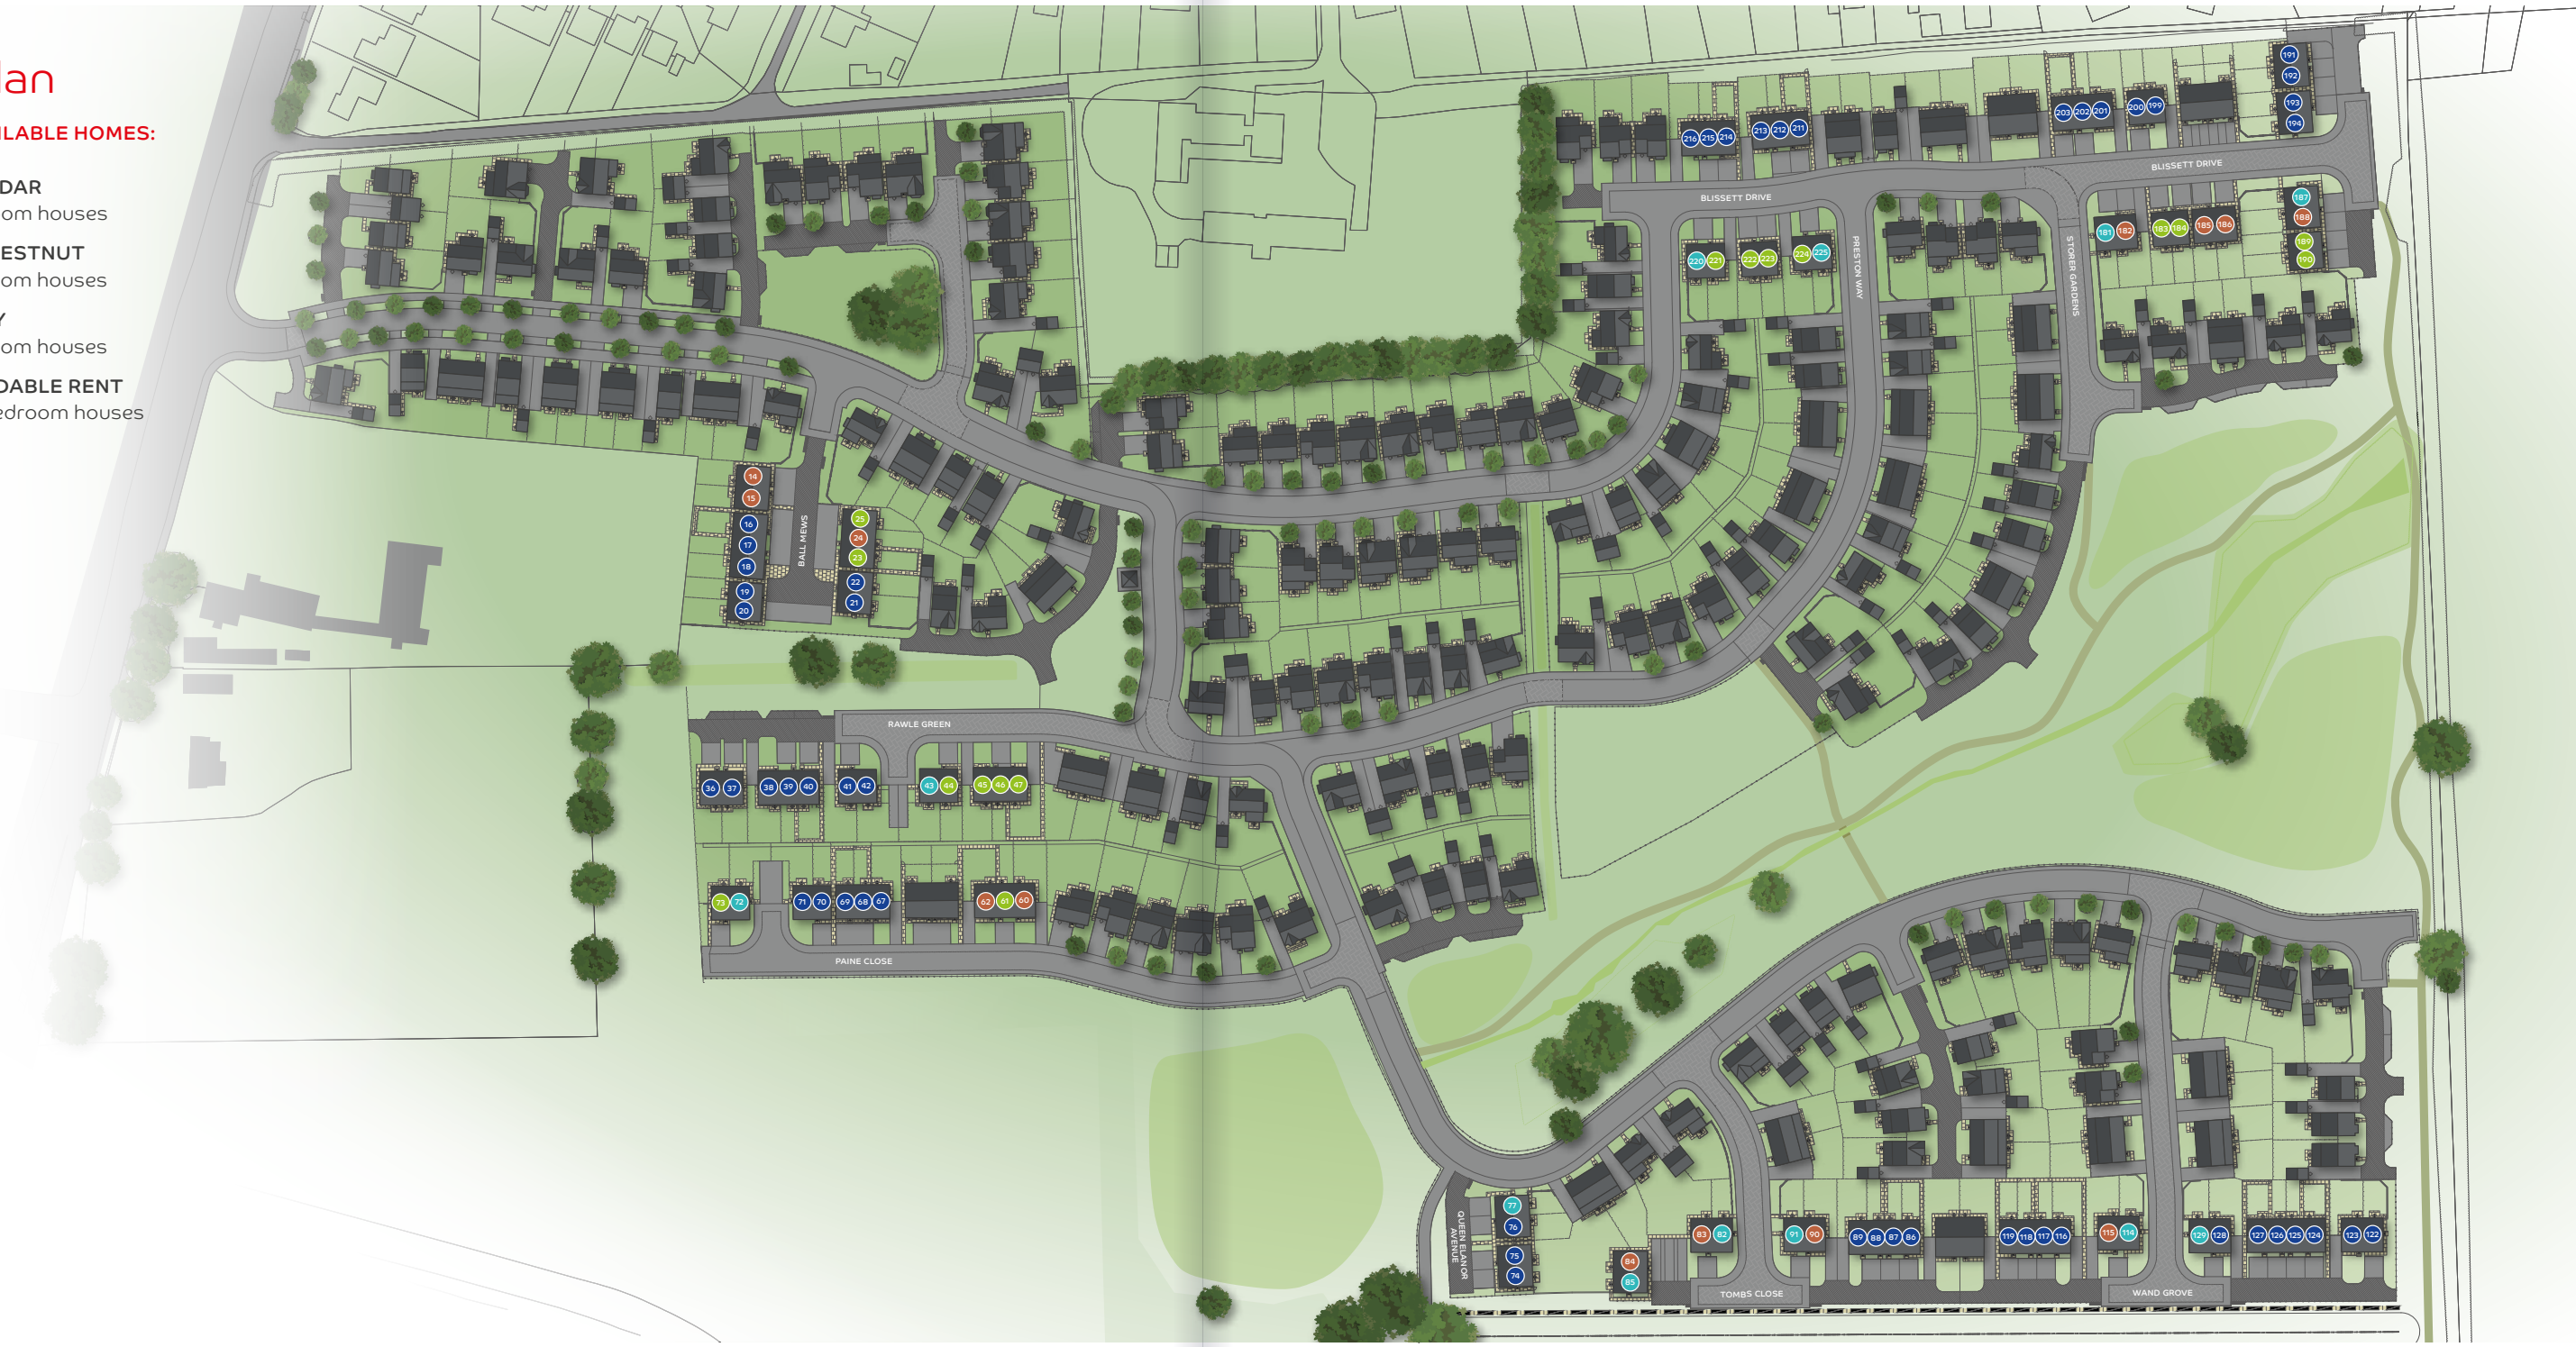 lan
ILABLE HOMES:
DAR
om houses
ESTNUT
om houses
Y
om houses
DABLE RENT
edroom houses
191
192
193
194
203 202 201
200 199
216 215 214
213 212 211
BLISSETT DRIVE
BLISSETT DRIVE
187
188
189
190
181 182
183 184 185 186
220 221
222 223
224 225
PRESTON WAY
STORER GARDENS
14
15
16
17
18
19
20
BALL MEWS
25
24
23
22
21
RAWLE GREEN
36 37
38 39 40
41 42
43 44
45 46 47
73 72
71 70
69 68 67
62 61 60
PAINE CLOSE
77
76
75
74
QUEEN ELANOR
AVENUE
84
85
83 82
91 90
89 88 87 86
119 118 117 116
115 114
129 128
127 126 125 124
123 122
TOMBS CLOSE
WAND GROVE